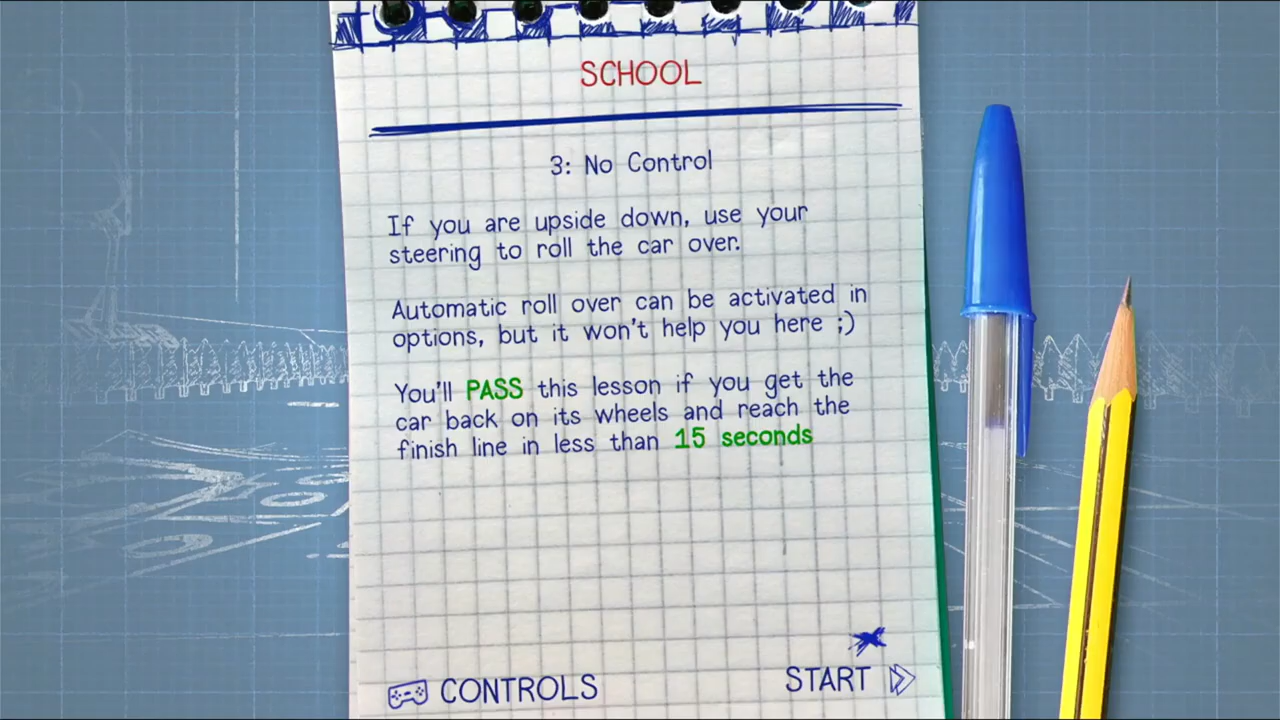 SCHOOL
3: No Control
If you are upside down, use your
steering to roll the car over.
Automatic roll over can be activated in
options, but it won't help you here ;)
You'll PASS this lesson if you get the
car back on its wheels and reach the
finish line in less than 15 seconds
CONTROLS
START